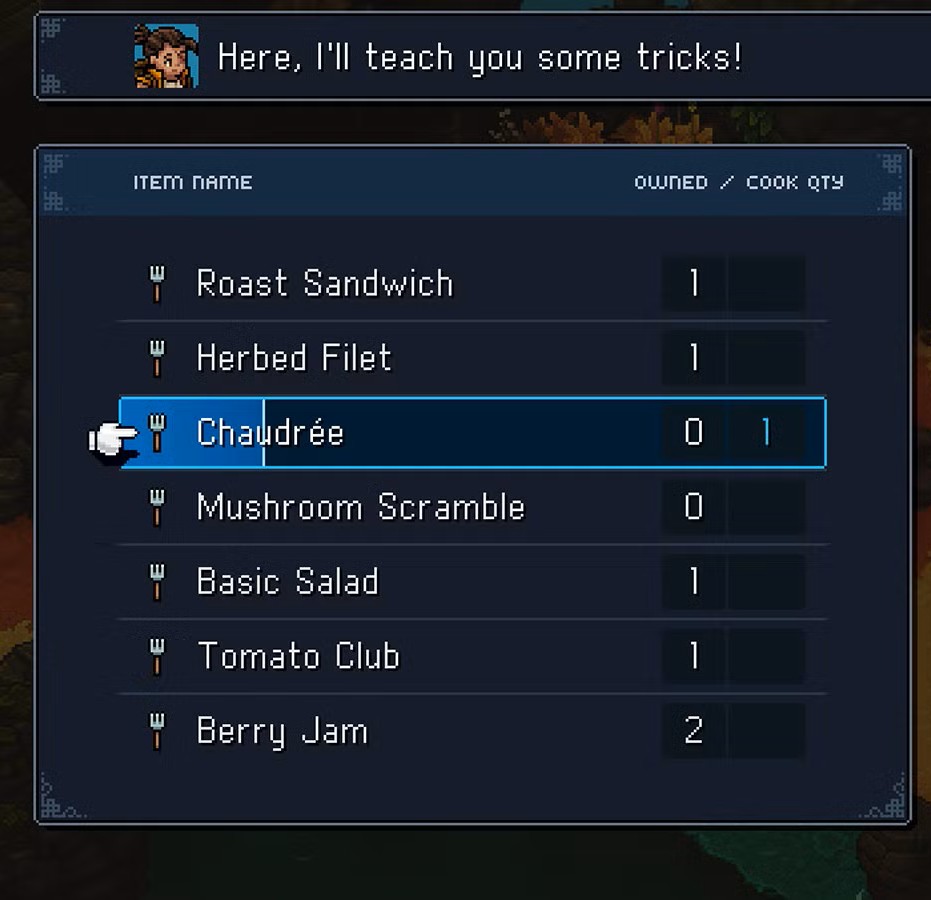 Here, I'll teach you some tricks!
ITEM NAME OWNED / COOK QTY
Roast Sandwich 1
Herbed Filet 1
Chaudrée 0 1
Mushroom Scramble 0
Basic Salad 1
Tomato Club 1
Berry Jam 2